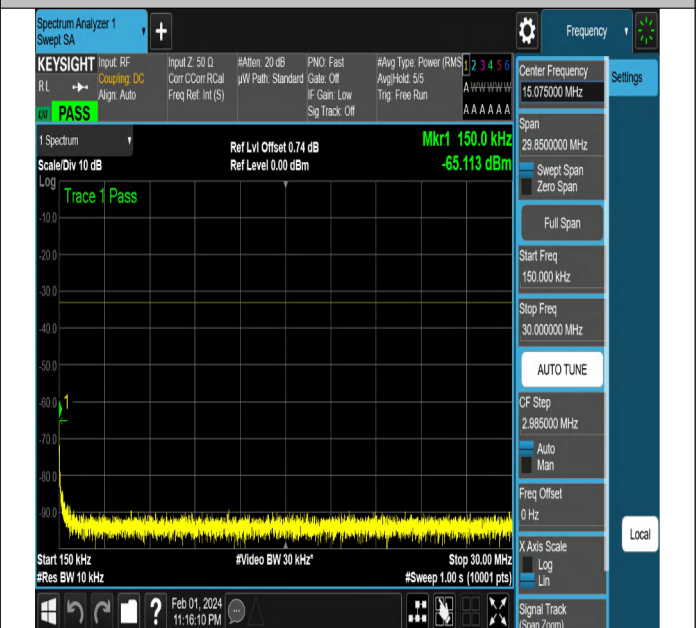 Spectrum Analyzer 1
Swept SA
+
Frequency
KEYSIGHT
Input: RF
Coupling: DC
Align: Auto
Input Z: 50 Ω
Corr CCorr RCal
Freq Ref: Int (S)
#Atten: 20 dB
µW Path: Standard
PNO: Fast
Gate: Off
IF Gain: Low
Sig Track: Off
#Avg Type: Power (RMS
Avg|Hold: 5/5
Trig: Free Run
1 2 3 4 5 6
A W W W W W
A A A A A A
RL
PASS
Center Frequency
15.075000 MHz
Settings
1 Spectrum
Ref Lvl Offset 0.74 dB
Mkr1 150.0 kHz
Scale/Div 10 dB
Ref Level 0.00 dBm
-65.113 dBm
Log
Trace 1 Pass
-10.0
-20.0
-30.0
-40.0
-50.0
-60.0
1
-70.0
-80.0
-90.0
Start 150 kHz
#Video BW 30 kHz*
Stop 30.00 MHz
#Res BW 10 kHz
#Sweep 1.00 s (10001 pts)
Span
29.8500000 MHz
Swept Span
Zero Span
Full Span
Start Freq
150.000 kHz
Stop Freq
30.000000 MHz
AUTO TUNE
CF Step
2.985000 MHz
Auto
Man
Freq Offset
0 Hz
X Axis Scale
Log
Lin
Local
Signal Track
(Span Zoom)
?
Feb 01, 2024
11:16:10 PM